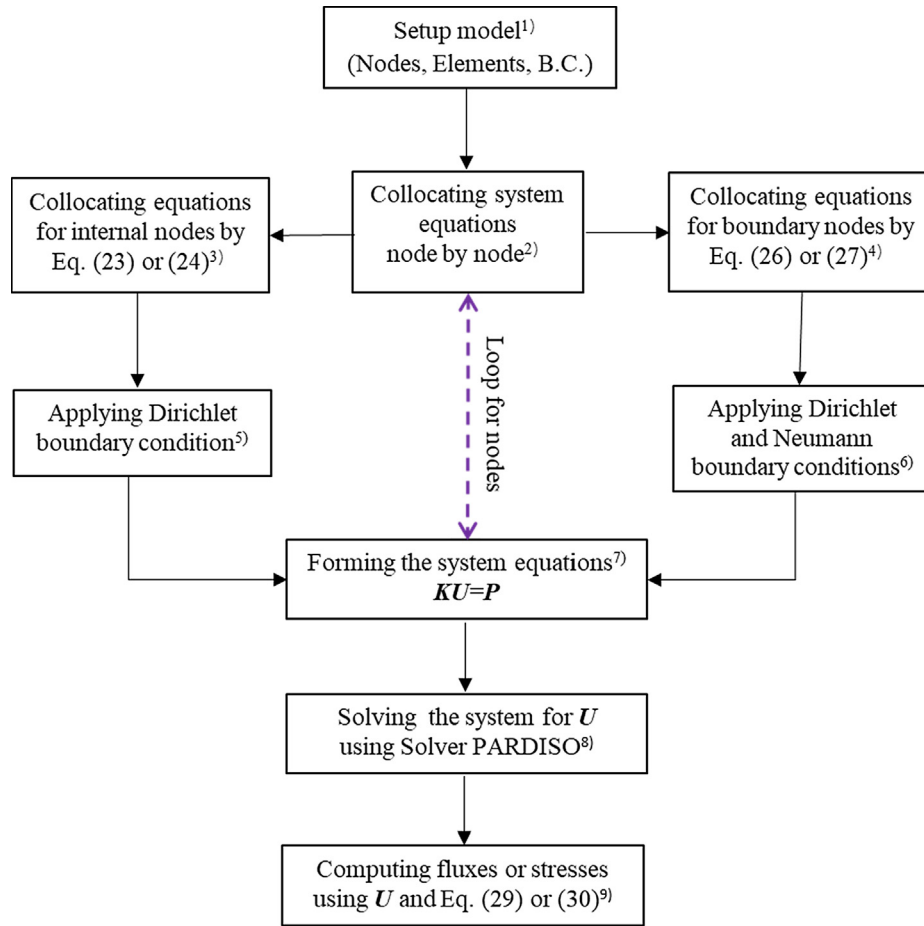 Setup model1)
(Nodes, Elements, B.C.)
Collocating equations
for internal nodes by
Eq. (23) or (24)3)
Collocating system
equations
node by node2)
Collocating equations
for boundary nodes by
Eq. (26) or (27)4)
Loop for nodes
Applying Dirichlet
boundary condition5)
Applying Dirichlet
and Neumann
boundary conditions6)
Forming the system equations7)
KU=P
Solving the system for U
using Solver PARDISO8)
Computing fluxes or stresses
using U and Eq. (29) or (30)9)